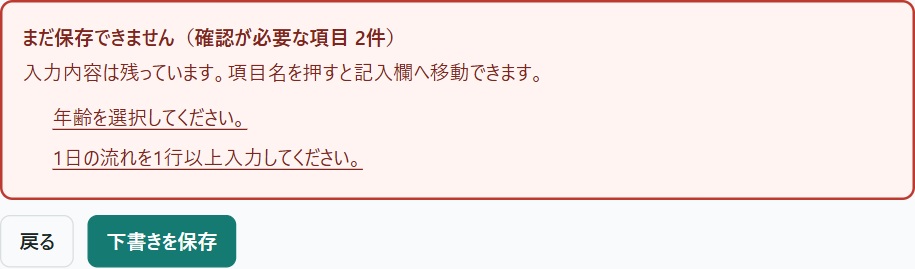 まだ保存できません（確認が必要な項目 2件）
入力内容は残っています。項目名を押すと記入欄へ移動できます。
年齢を選択してください。
1日の流れを1行以上入力してください。
戻る
下書きを保存